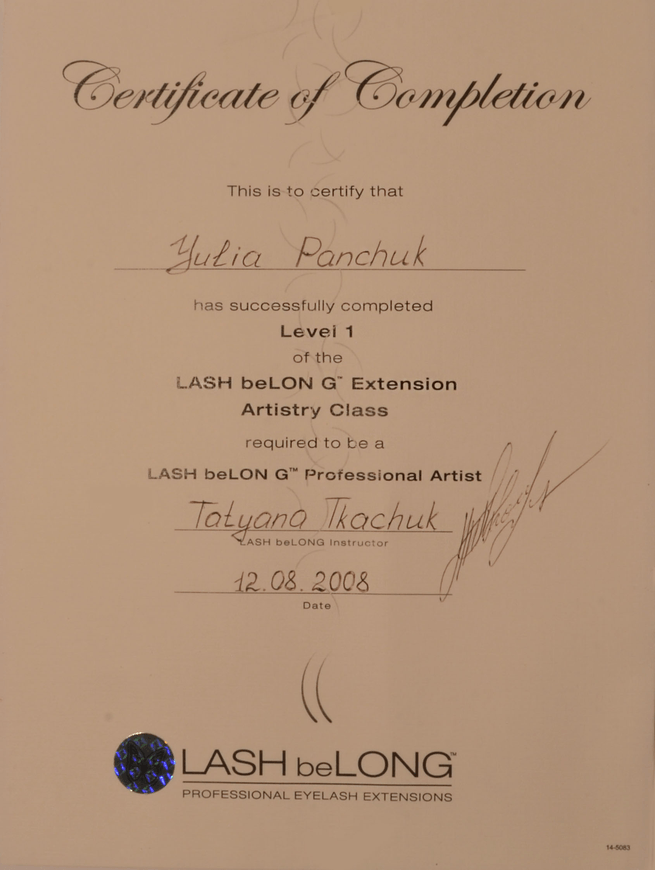 Certificate of Completion
This is to certify that
Yulia Panchuk
has successfully completed
Level 1
of the
LASH beLON G™ Extension
Artistry Class
required to be a
LASH beLON G™ Professional Artist
Tatyana Tkachuk
LASH beLONG Instructor
12.08.2008
Date
LASH beLONG™
PROFESSIONAL EYELASH EXTENSIONS
14-5083